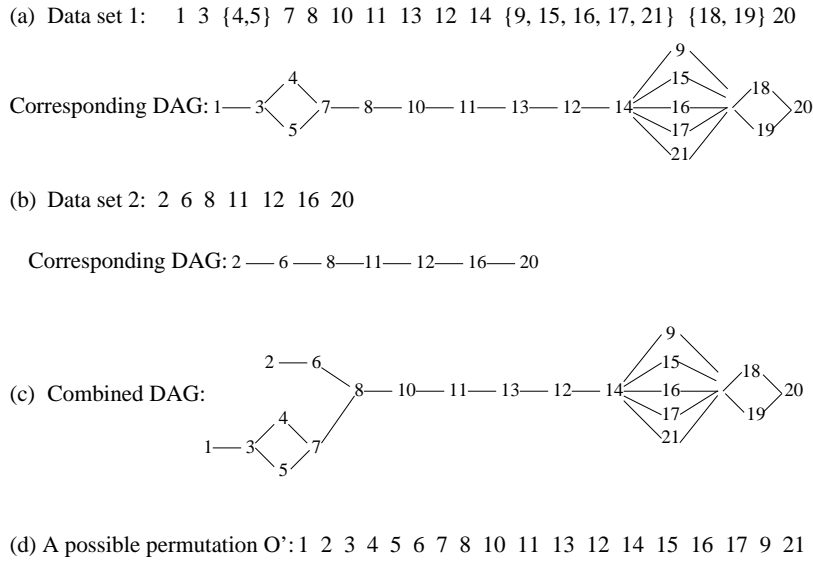 (a) Data set 1: 1 3 {4,5} 7 8 10 11 13 12 14 {9, 15, 16, 17, 21} {18, 19} 20
9
4
15
18
Corresponding DAG: 1 3 7 8 10 11 13 12 14 16 20
5
17
19
21
(b) Data set 2: 2 6 8 11 12 16 20
Corresponding DAG: 2 6 8 11 12 16 20
9
2 6
15
18
(c) Combined DAG: 8 10 11 13 12 14 16 20
4
17
19
21
1 3 7
5
(d) A possible permutation O': 1 2 3 4 5 6 7 8 10 11 13 12 14 15 16 17 9 21